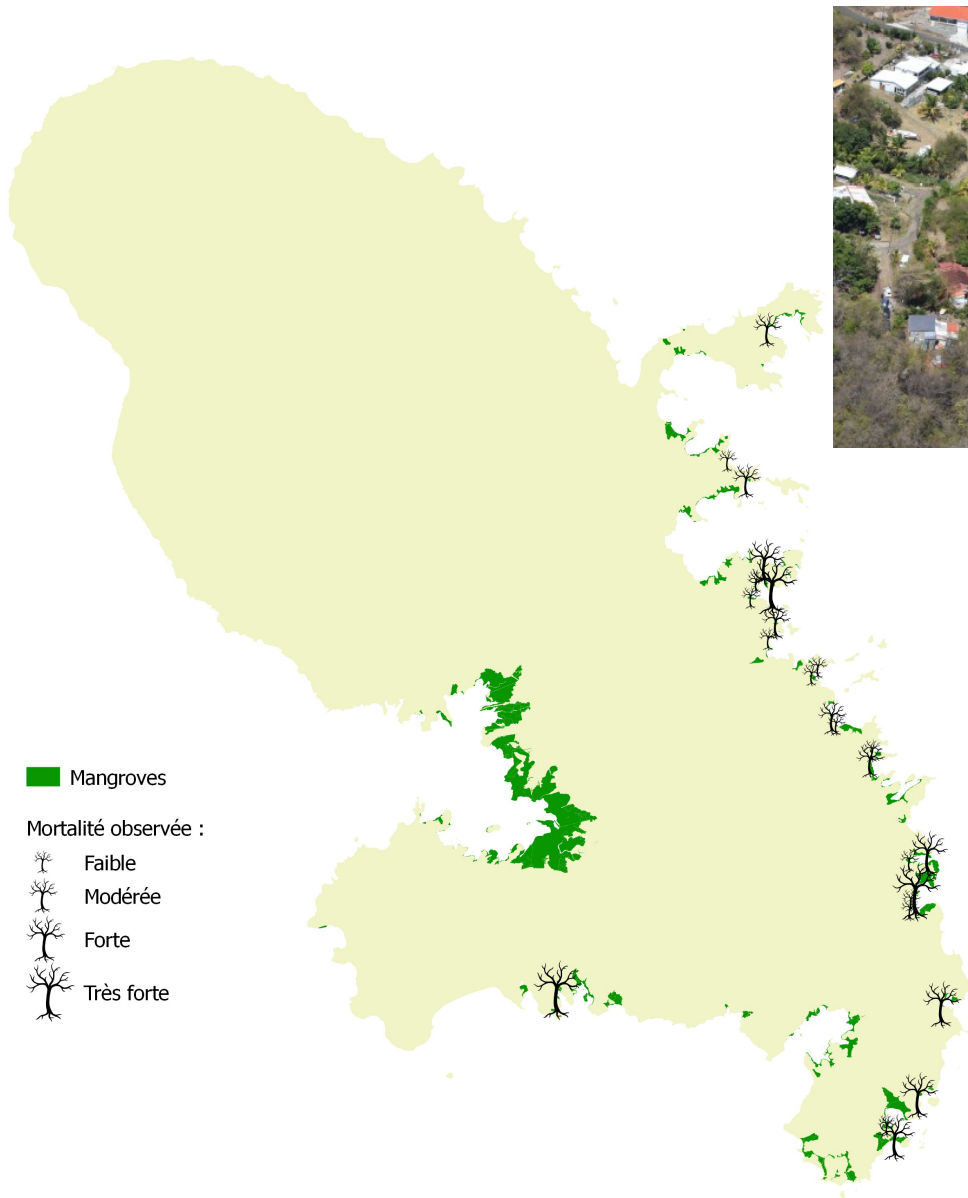 Mangroves
Mortalité observée :
Faible
Modérée
Forte
Très forte